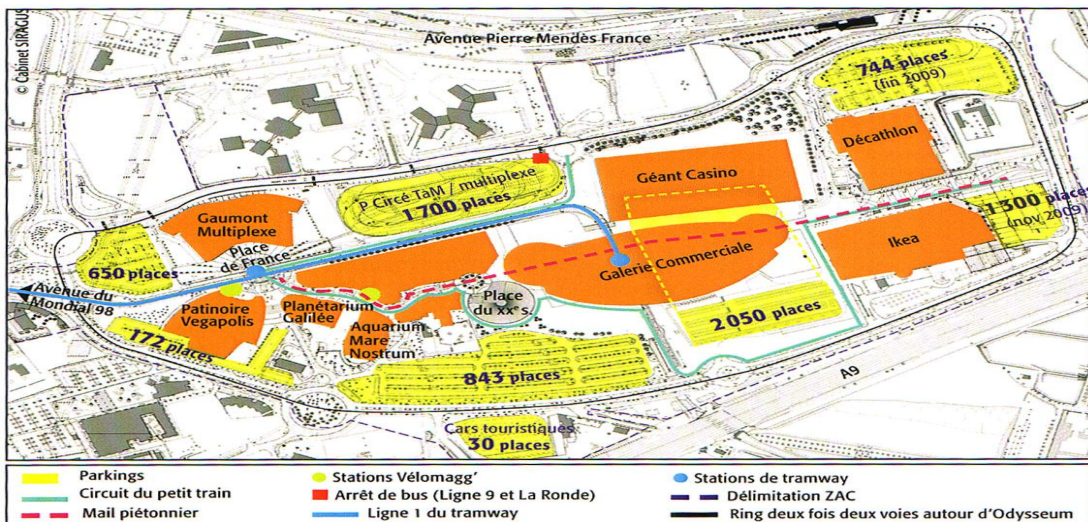 © Cabinet SIRAGUS
Avenue Pierre Mendès France
744 places
(fin 2009)
Décathlon
P Circé TaM / multiplexe
1700 places
Géant Casino
Gaumont
Multiplexe
Place
de France
650 places
1300 places
(nov 2009)
Ikea
Galerie Commerciale
Avenue du
Mondial 98
Patinoire
Vegapolis
Planétarium
Galilée
Place
du XXe s.
Aquarium
Mare
Nostrum
2050 places
172 places
843 places
A9
Cars touristiques
30 places
Parkings
Stations Vélomagg'
Stations de tramway
Circuit du petit train
Arrêt de bus (Ligne 9 et La Ronde)
Délimitation ZAC
Mail piétonnier
Ligne 1 du tramway
Ring deux fois deux voies autour d'Odysseum